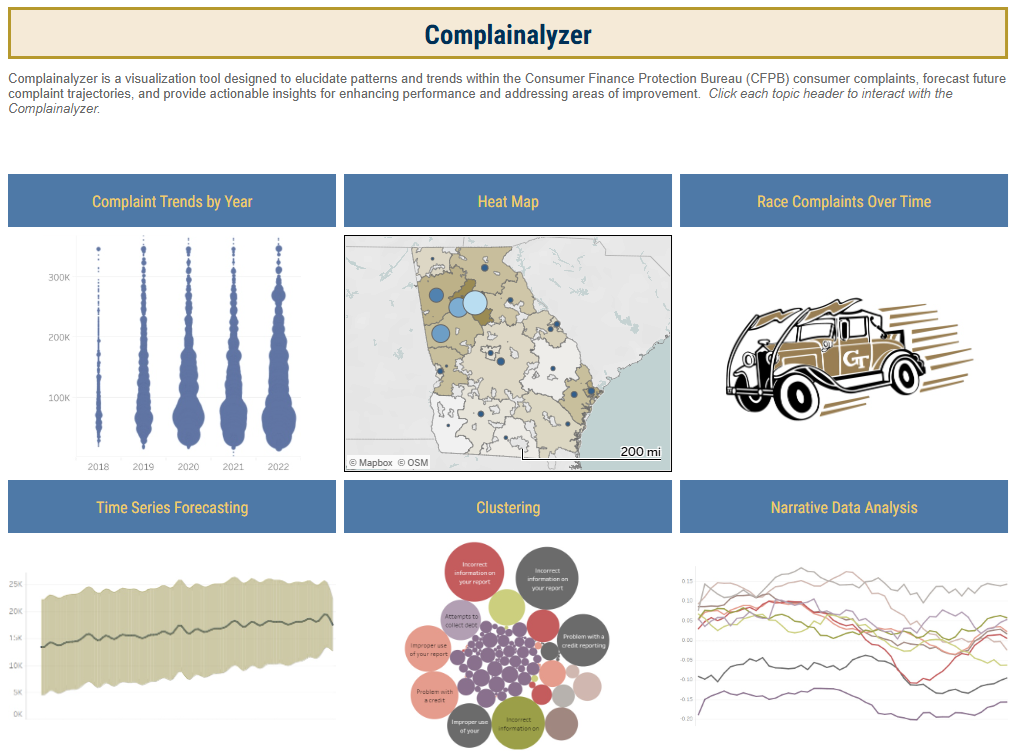 Complainalyzer
Complainalyzer is a visualization tool designed to elucidate patterns and trends within the Consumer Finance Protection Bureau (CFPB) consumer complaints, forecast future
complaint trajectories, and provide actionable insights for enhancing performance and addressing areas of improvement. Click each topic header to interact with the
Complainalyzer.
Complaint Trends by Year
Heat Map
Race Complaints Over Time
300K
200K
100K
2018 2019 2020 2021 2022
200 mi
© Mapbox © OSM
GT
Time Series Forecasting
Clustering
Narrative Data Analysis
25K
20K
15K
10K
5K
0K
Incorrect
information on
your report
Incorrect
information on
your report
Attempts to
collect debt
Improper use
of your report
Problem with a
credit reporting
Problem with
a credit
Improper use
of your
Incorrect
information on
0.15
0.10
0.05
0.00
-0.05
-0.10
-0.15
-0.20